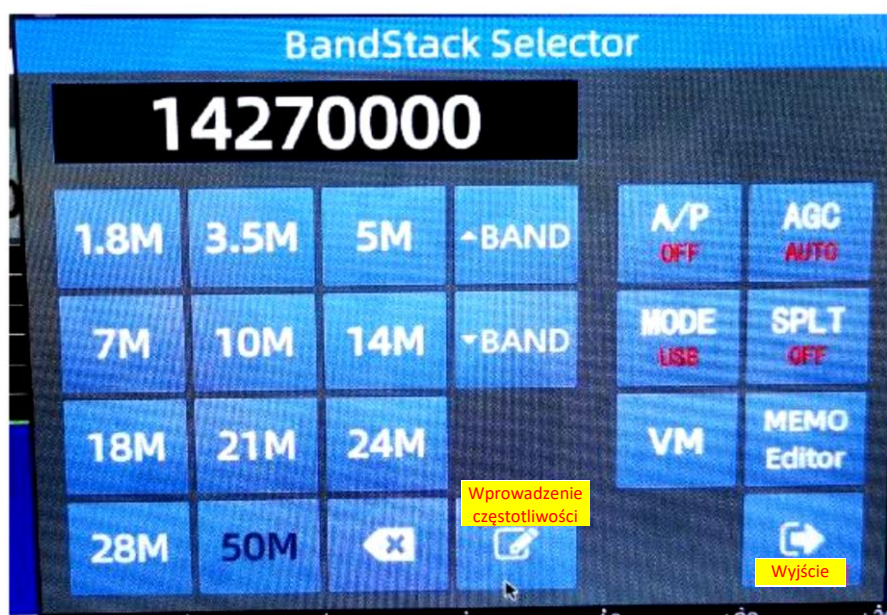 BandStack Selector
14270000
1.8M 3.5M 5M BAND A/P AGC
OFF AUTO
7M 10M 14M BAND MODE SPLT
USB OFF
18M 21M 24M VM MEMO
Editor
Wprowadzenie
częstotliwości
28M 50M
Wyjście